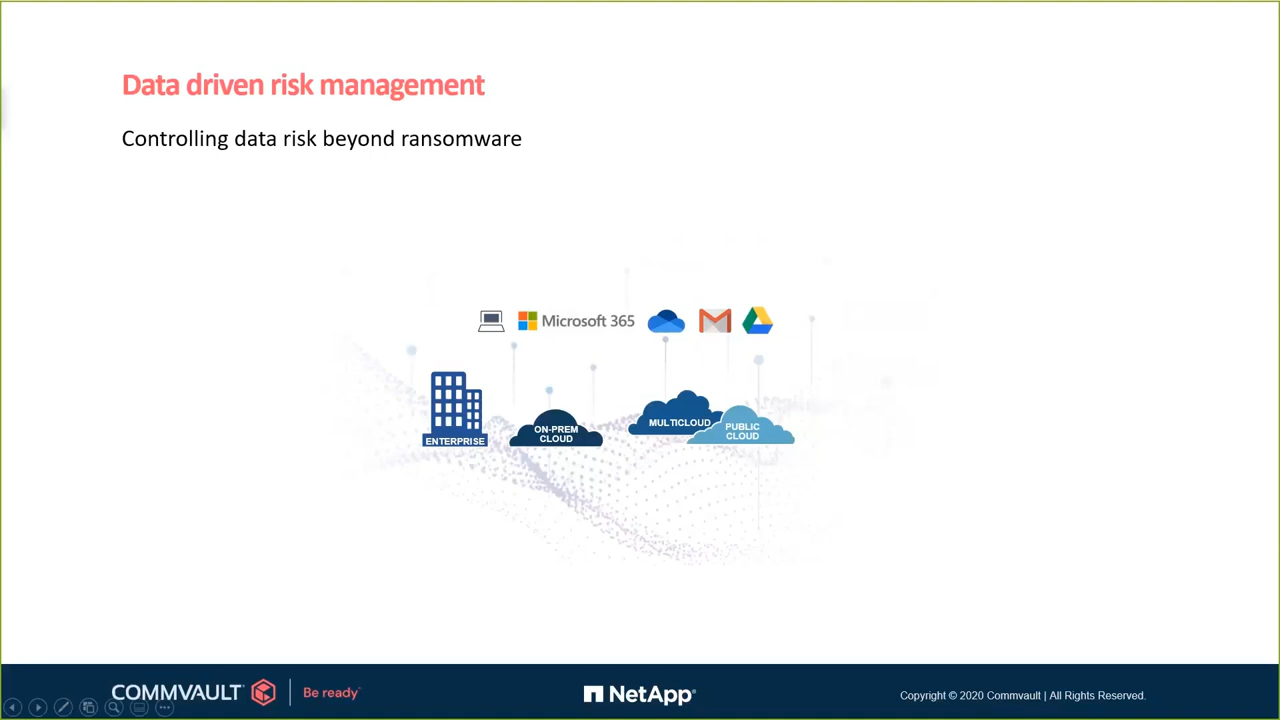 Data driven risk management
Controlling data risk beyond ransomware
Microsoft 365
ENTERPRISE
ON-PREM
CLOUD
MULTICLOUD
PUBLIC
CLOUD
COMMVAULT
Be ready
NetApp
Copyright © 2020 Commvault | All Rights Reserved.